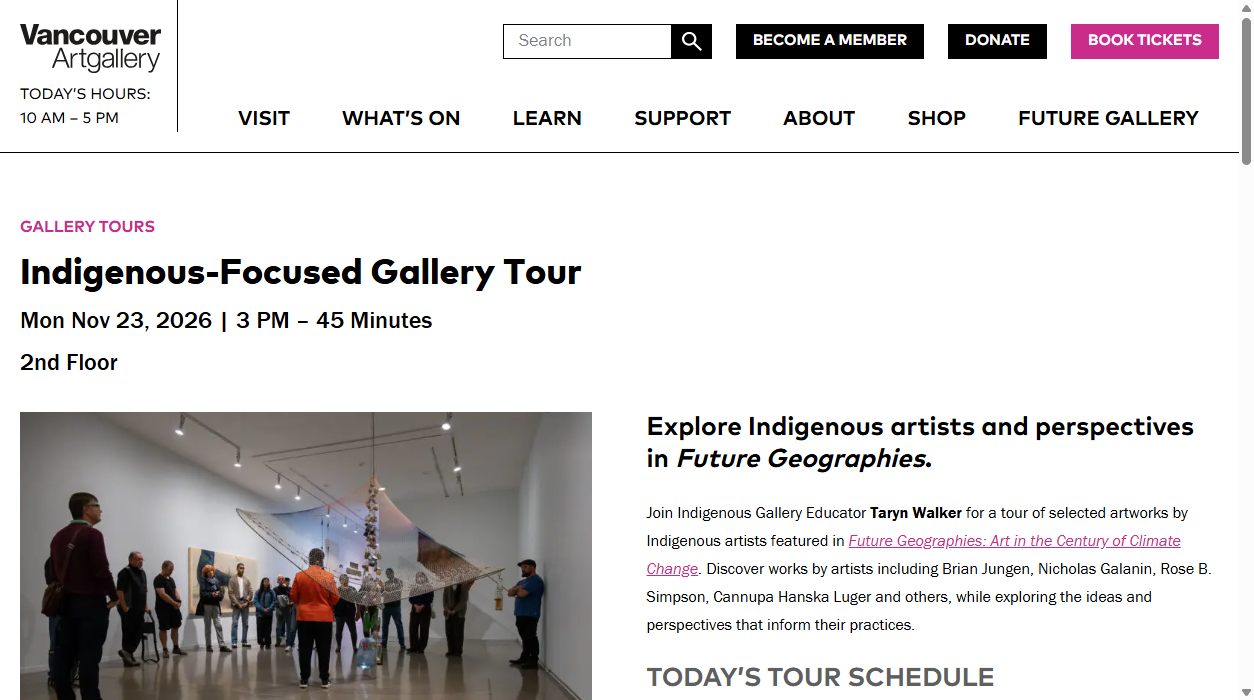 Vancouver
Artgallery
TODAY'S HOURS:
10 AM – 5 PM
Search
BECOME A MEMBER
DONATE
BOOK TICKETS
VISIT
WHAT'S ON
LEARN
SUPPORT
ABOUT
SHOP
FUTURE GALLERY
GALLERY TOURS
Indigenous-Focused Gallery Tour
Mon Nov 23, 2026 | 3 PM – 45 Minutes
2nd Floor
Explore Indigenous artists and perspectives
in Future Geographies.
Join Indigenous Gallery Educator Taryn Walker for a tour of selected artworks by
Indigenous artists featured in Future Geographies: Art in the Century of Climate
Change. Discover works by artists including Brian Jungen, Nicholas Galanin, Rose B.
Simpson, Cannupa Hanska Luger and others, while exploring the ideas and
perspectives that inform their practices.
TODAY'S TOUR SCHEDULE